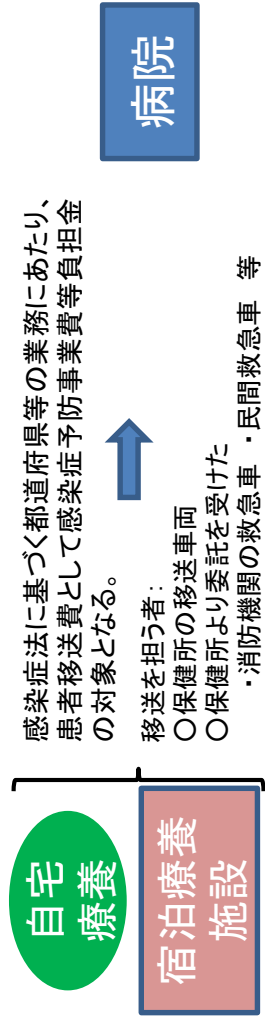 自宅
療養
宿泊療養
施設
感染症法に基づく都道府県等の業務にあたり、
患者移送費として感染症予防事業費等負担金
の対象となる。
移送を担う者：
〇保健所の移送車両
〇保健所より委託を受けた
・消防機関の救急車 ・民間救急車 等
病院